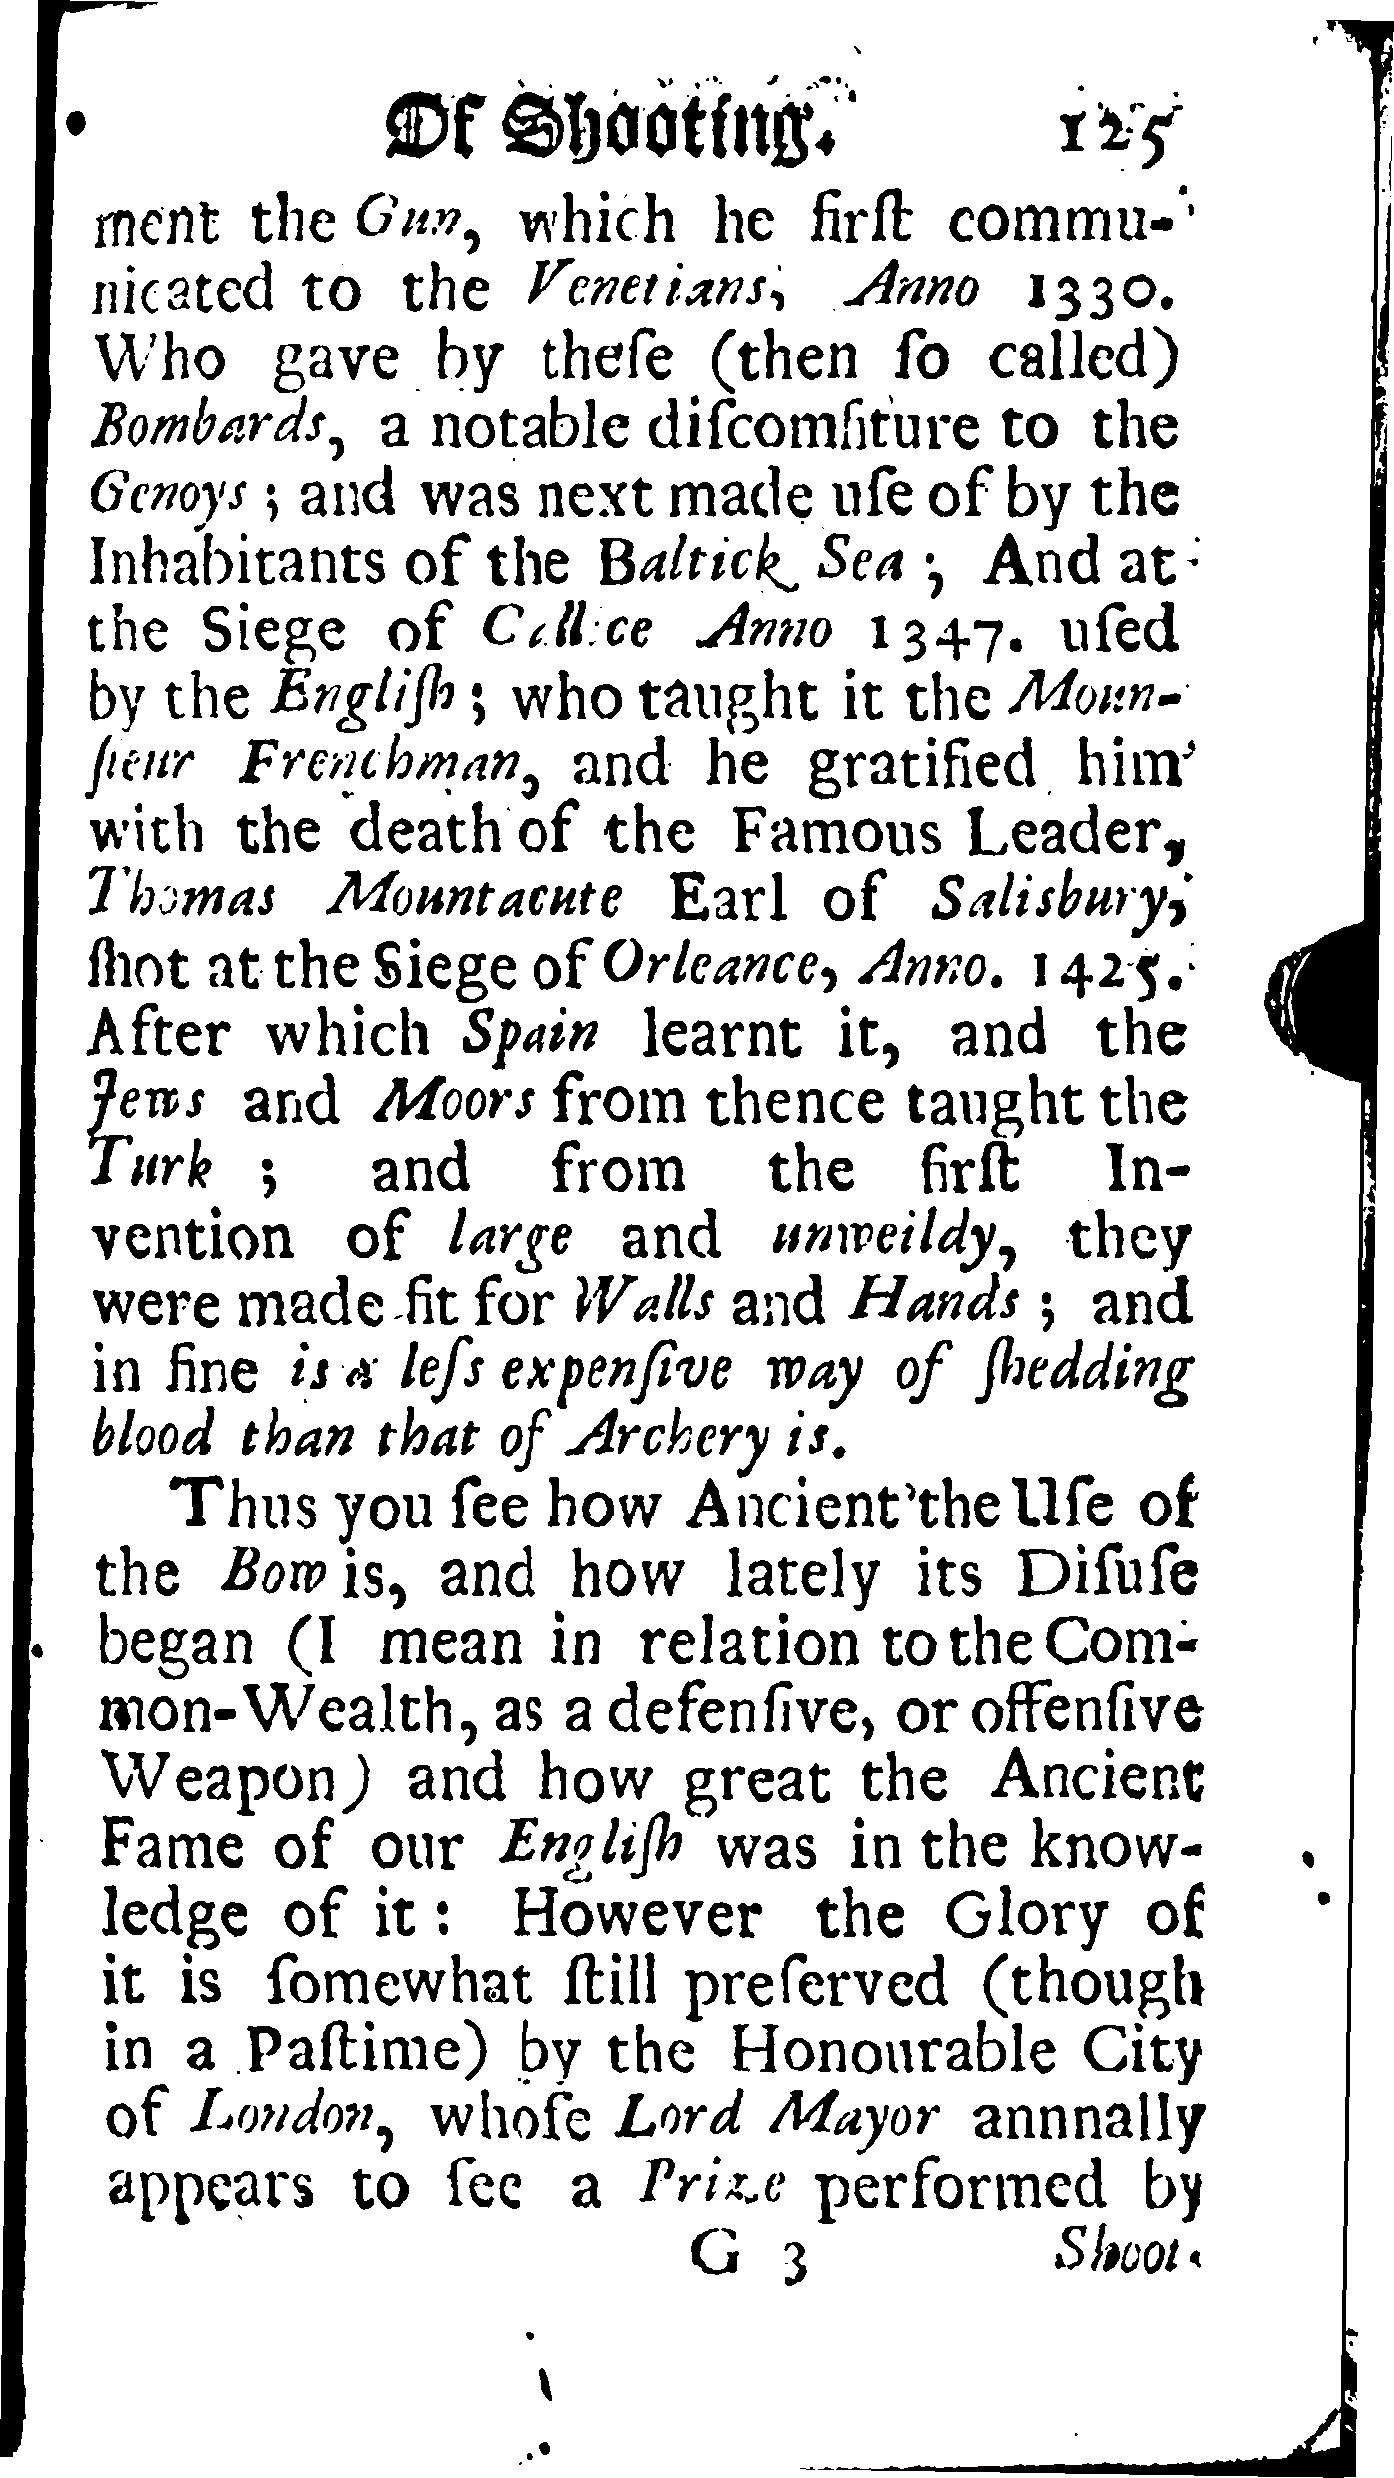 Of Shooting. 125
ment the Gun, which he firſt commu-
nicated to the Venetians, Anno 1330.
Who gave by theſe (then ſo called)
Bombards, a notable diſcomfiture to the
Genoys ; and was next made uſe of by the
Inhabitants of the Baltick Sea ; And at
the Siege of Callice Anno 1347. uſed
by the Engliſh ; who taught it the Moun-
ſieur Frenchman, and he gratified him
with the death of the Famous Leader,
Thomas Mountacute Earl of Salisbury,
ſhot at the Siege of Orleance, Anno. 1425.
After which Spain learnt it, and the
Jews and Moors from thence taught the
Turk ; and from the firſt In-
vention of large and unweildy, they
were made fit for Walls and Hands ; and
in fine is a leſs expenſive way of ſhedding
blood than that of Archery is.
Thus you ſee how Ancient the Uſe of
the Bow is, and how lately its Diſuſe
began (I mean in relation to the Com-
mon-Wealth, as a defenſive, or offenſive
Weapon) and how great the Ancient
Fame of our Engliſh was in the know-
ledge of it : However the Glory of
it is ſomewhat ſtill preſerved (though
in a Paſtime) by the Honourable City
of London, whoſe Lord Mayor annnally
appears to ſee a Prize performed by
G 3 Shoot-